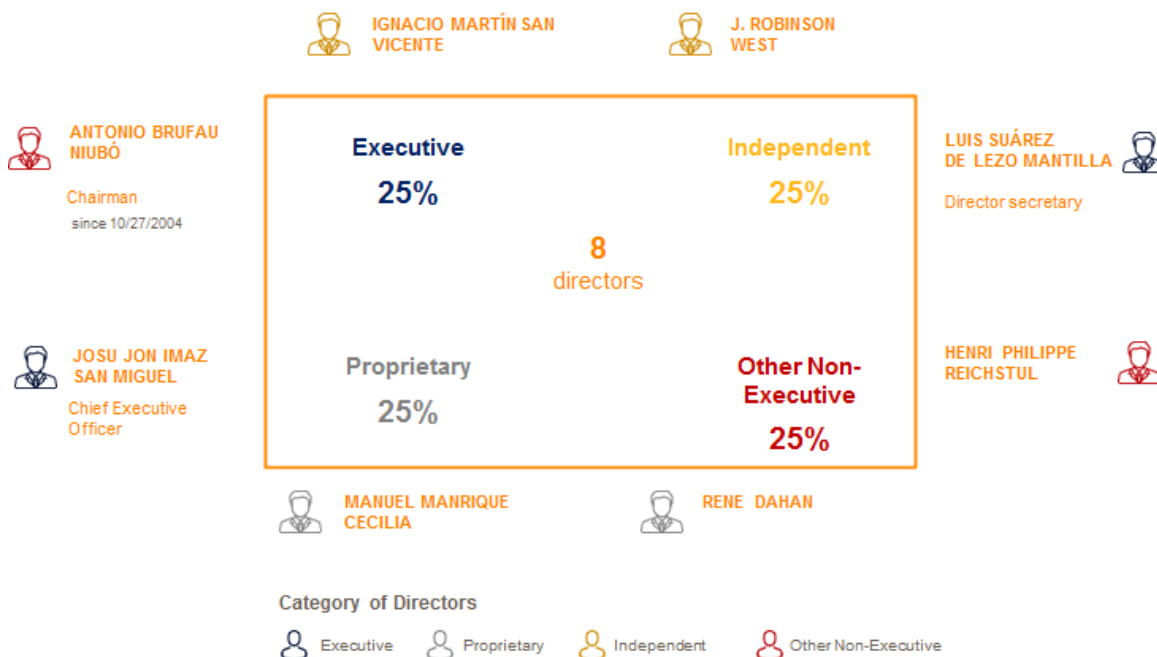 IGNACIO MARTÍN SAN
VICENTE
J. ROBINSON
WEST
ANTONIO BRUFAU
NIUBÓ
Chairman
since 10/27/2004
Executive
25%
Independent
25%
LUIS SUÁREZ
DE LEZO MANTILLA
Director secretary
8
directors
JOSU JON IMAZ
SAN MIGUEL
Chief Executive
Officer
Proprietary
25%
Other Non-
Executive
25%
HENRI PHILIPPE
REICHSTUL
MANUEL MANRIQUE
CECILIA
RENE DAHAN
Category of Directors
Executive
Proprietary
Independent
Other Non-Executive